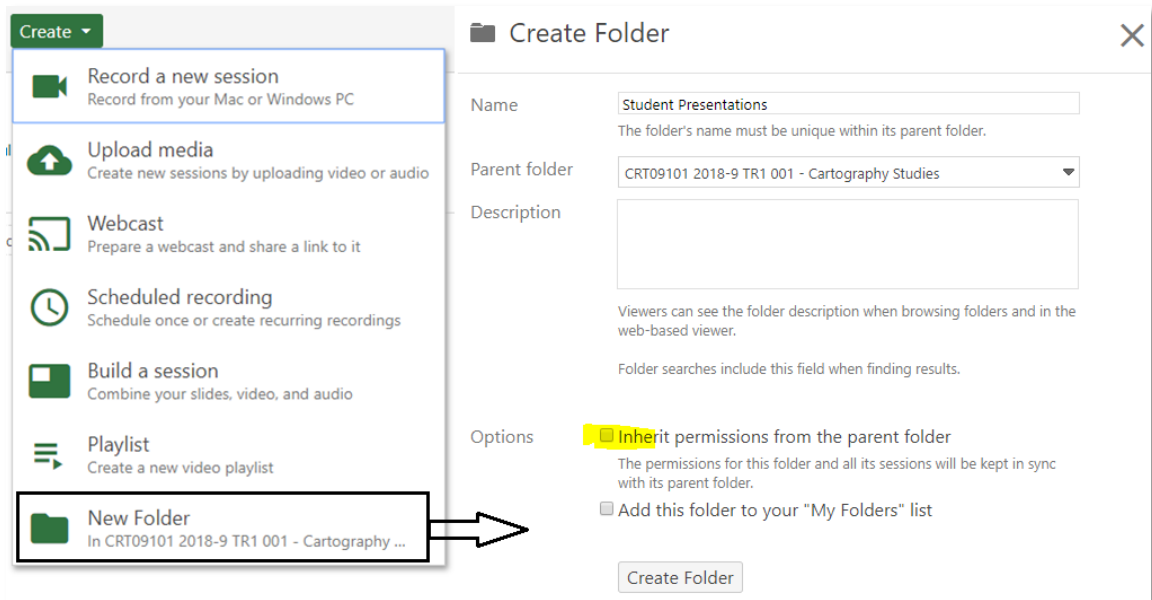 Create
Record a new session
Record from your Mac or Windows PC
Upload media
Create new sessions by uploading video or audio
Webcast
Prepare a webcast and share a link to it
Scheduled recording
Schedule once or create recurring recordings
Build a session
Combine your slides, video, and audio
Playlist
Create a new video playlist
New Folder
In CRT09101 2018-9 TR1 001 - Cartography ...
Create Folder
Name
Student Presentations
The folder's name must be unique within its parent folder.
Parent folder
CRT09101 2018-9 TR1 001 - Cartography Studies
Description
Viewers can see the folder description when browsing folders and in the
web-based viewer.
Folder searches include this field when finding results.
Options
Inherit permissions from the parent folder
The permissions for this folder and all its sessions will be kept in sync
with its parent folder.
Add this folder to your "My Folders" list
Create Folder